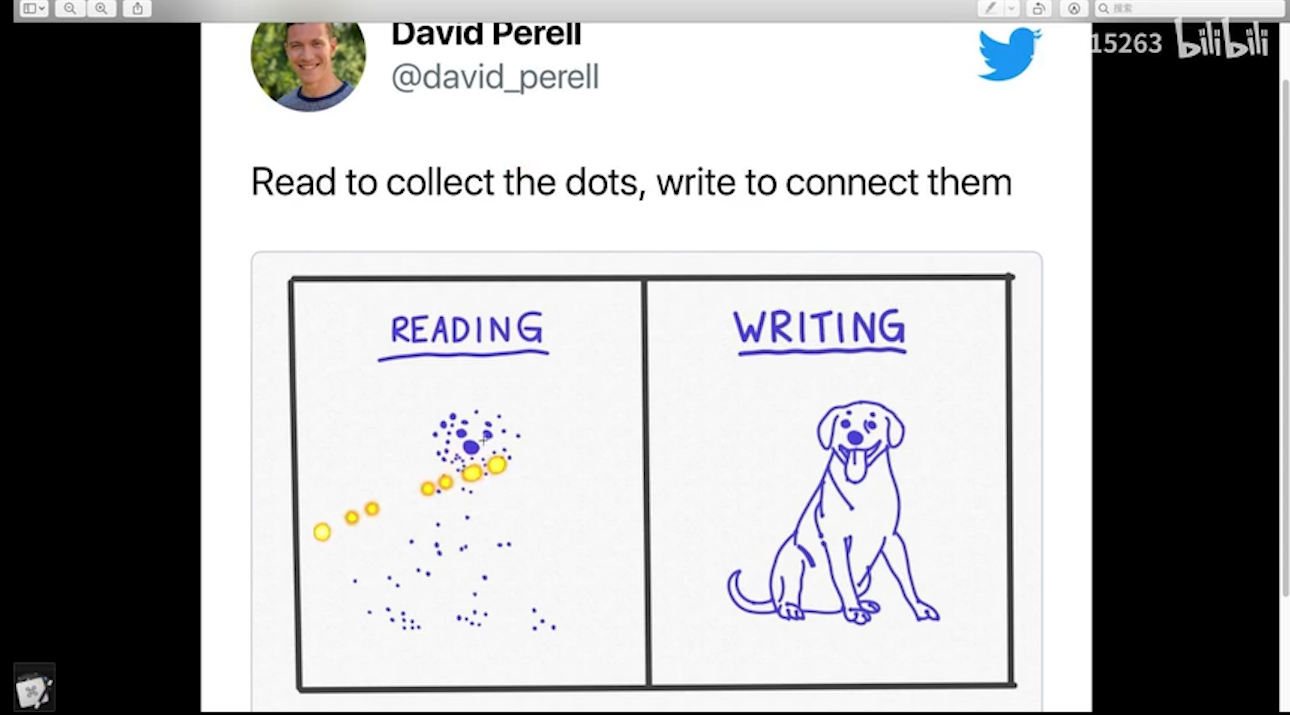 搜索
15263 bilibili
David Perell
@david_perell
Read to collect the dots, write to connect them
READING
WRITING